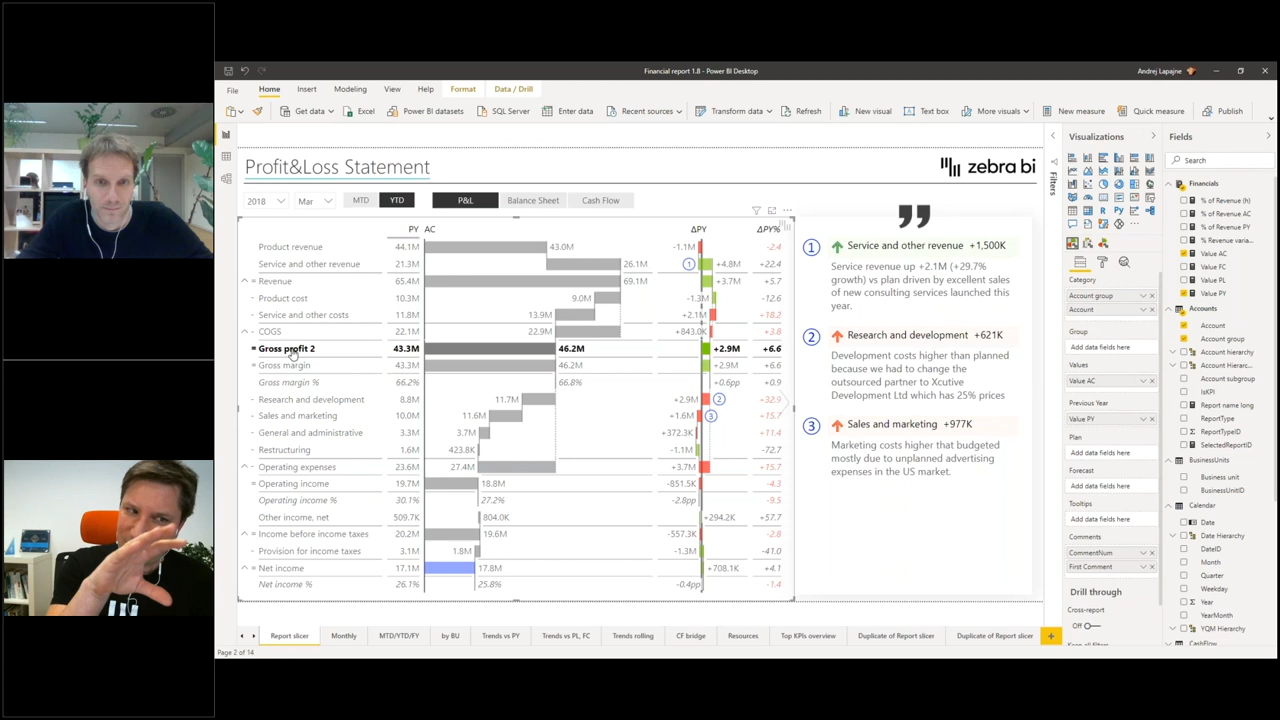 Financial report 1.8 - Power BI Desktop
Andrej Lapajne
File Home Insert Modeling View Help Format Data / Drill
Get data Excel Power BI datasets SQL Server Enter data Recent sources Transform data Refresh New visual Text box More visuals New measure Quick measure Publish
Profit&Loss Statement
zebra bi
2018 Mar MTD YTD P&L Balance Sheet Cash Flow
PY AC ΔPY ΔPY%
Product revenue 44.1M 43.0M -1.1M -2.4
Service and other revenue 21.3M 26.1M 1 +4.8M +22.4
= Revenue 65.4M 69.1M +3.7M +5.7
- Product cost 10.3M 9.0M -1.3M -12.6
- Service and other costs 11.8M 13.9M +2.1M +18.2
- COGS 22.1M 22.9M +843.0K +3.8
= Gross profit 2 43.3M 46.2M +2.9M +6.6
= Gross margin 43.3M 46.2M +2.9M +6.6
Gross margin % 66.2% 66.8% +0.6pp +0.9
- Research and development 8.8M 11.7M +2.9M 2 +32.9
- Sales and marketing 10.0M 11.6M +1.6M 3 +15.7
- General and administrative 3.3M 3.7M +372.3K +11.4
- Restructuring 1.6M 423.8K -1.1M -72.7
- Operating expenses 23.6M 27.4M +3.7M +15.7
= Operating income 19.7M 18.8M -851.5K -4.3
Operating income % 30.1% 27.2% -2.8pp -9.5
Other income, net 509.7K 804.0K +294.2K +57.7
= Income before income taxes 20.2M 19.6M -557.3K -2.8
- Provision for income taxes 3.1M 1.8M -1.3M -41.0
= Net income 17.1M 17.8M +708.1K +4.1
Net income % 26.1% 25.8% -0.4pp -1.4
1 Service and other revenue +1,500K
Service revenue up +2.1M (+29.7%
growth) vs plan driven by excellent sales
of new consulting services launched this
year.
2 Research and development +621K
Development costs higher than planned
because we had to change the
outsourced partner to Xcutive
Development Ltd which has 25% parts
3 Sales and marketing +977K
Marketing costs higher that budgeted
mostly due to unplanned advertising
expenses in the US market.
Filters
Visualizations
Category
Account group
Account
Group
Add data fields here
Values
Value AC
Previous Year
Value PY
Plan
Add data fields here
Forecast
Add data fields here
Tooltips
Add data fields here
Comments
CommentNum
First Comment
Drill through
Cross-report
Off
Fields
Search
Financials
% of Revenue (h)
% of Revenue AC
% of Revenue PY
% Revenue varia...
Value AC
Value FC
Value PL
Value PY
Accounts
Account
Account group
Account hierarchy
Account Hierarc...
Account subgroup
IsKPI
Report name long
ReportType
ReportTypeID
SelectedReportID
BusinessUnits
Business unit
BusinessUnitID
Calendar
Date
Date Hierarchy
DateID
Month
Quarter
Weekday
Year
YearMonth
YQM Hierarchy
CashFlow
Report slicer Monthly MTD/YTD/FY by BU Trends vs PY Trends vs PL, FC Trends rolling CF bridge Resources Top KPIs overview Duplicate of Report slicer Duplicate of Report slicer
Page 2 of 14